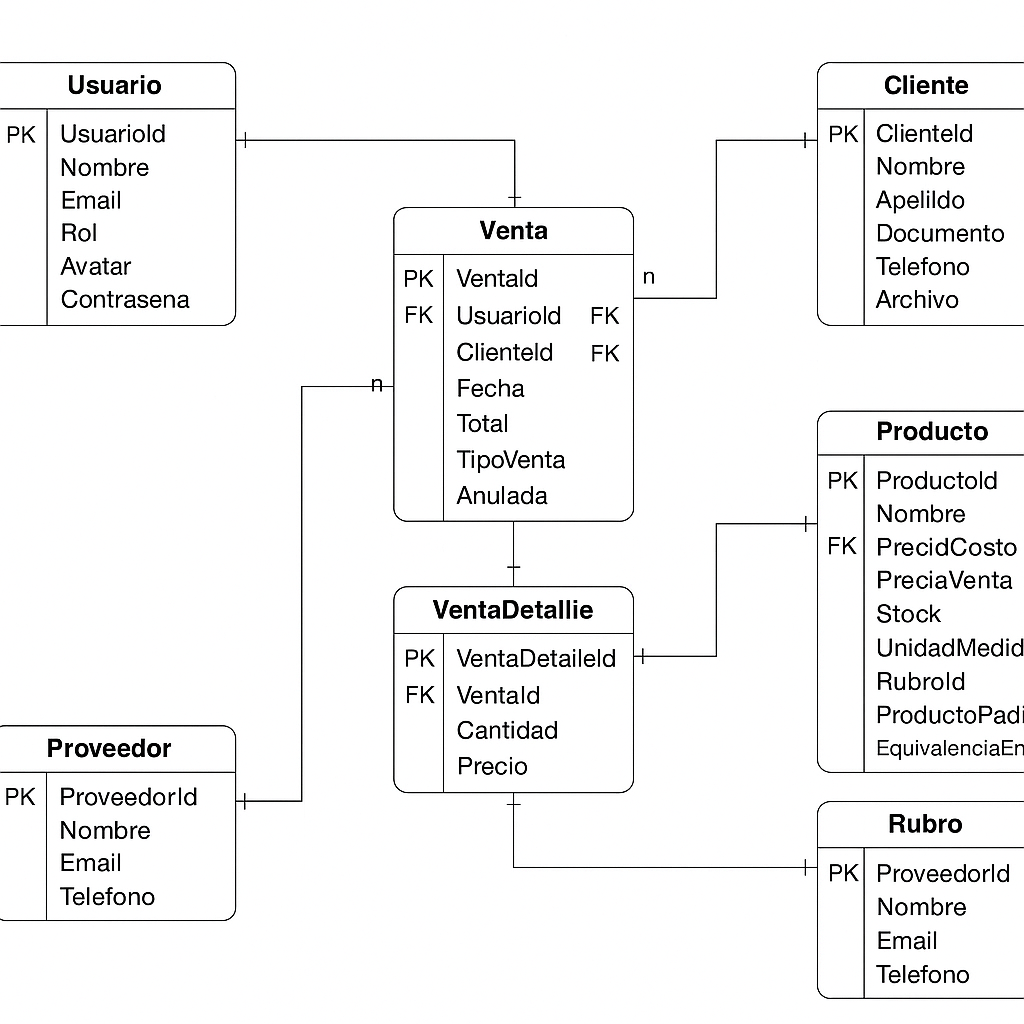 Usuario
PK UsuarioId
Nombre
Email
Rol
Avatar
Contrasena
Cliente
PK ClienteId
Nombre
Apelildo
Documento
Telefono
Archivo
Venta
PK VentaId
FK UsuarioId FK
ClienteId FK
Fecha
Total
TipoVenta
Anulada
n
n
Producto
PK ProductoId
Nombre
FK PrecidCosto
PreciaVenta
Stock
UnidadMedid
RubroId
ProductoPadi
EquivalenciaEn
VentaDetallie
PK VentaDetaileId
FK VentaId
Cantidad
Precio
Proveedor
PK ProveedorId
Nombre
Email
Telefono
Rubro
PK ProveedorId
Nombre
Email
Telefono